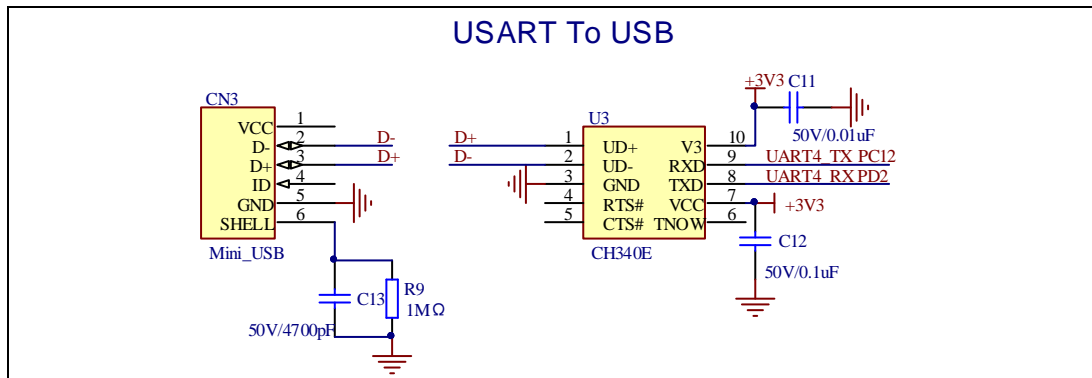 USART To USB
CN3
VCC 1
D- 2
D+ 3
ID 4
GND 5
SHELL 6
Mini_USB
D-
D+
C13
50V/4700pF
R9
1MΩ
D+
D-
U3
1 UD+ V3 10
2 UD- RXD 9
3 GND TXD 8
4 RTS# VCC 7
5 CTS# TNOW 6
CH340E
+3V3
C11
50V/0.01uF
UART4_TX PC12
UART4_RX PD2
+3V3
C12
50V/0.1uF